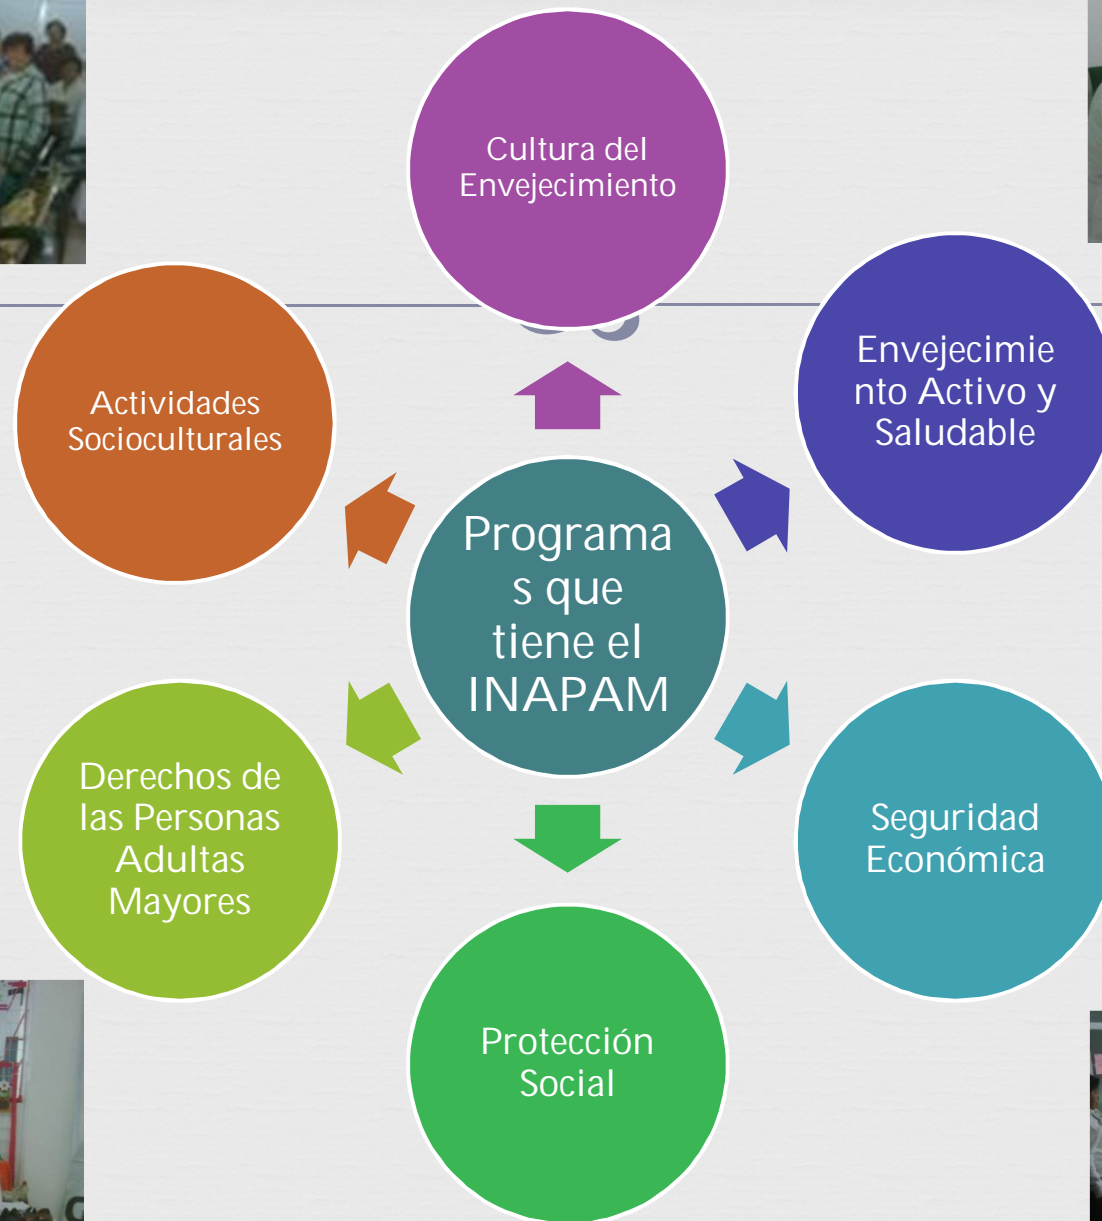 Cultura del
Envejecimiento
Envejecimie
nto Activo y
Saludable
Actividades
Socioculturales
Programa
s que
tiene el
INAPAM
Derechos de
las Personas
Adultas
Mayores
Seguridad
Económica
Protección
Social